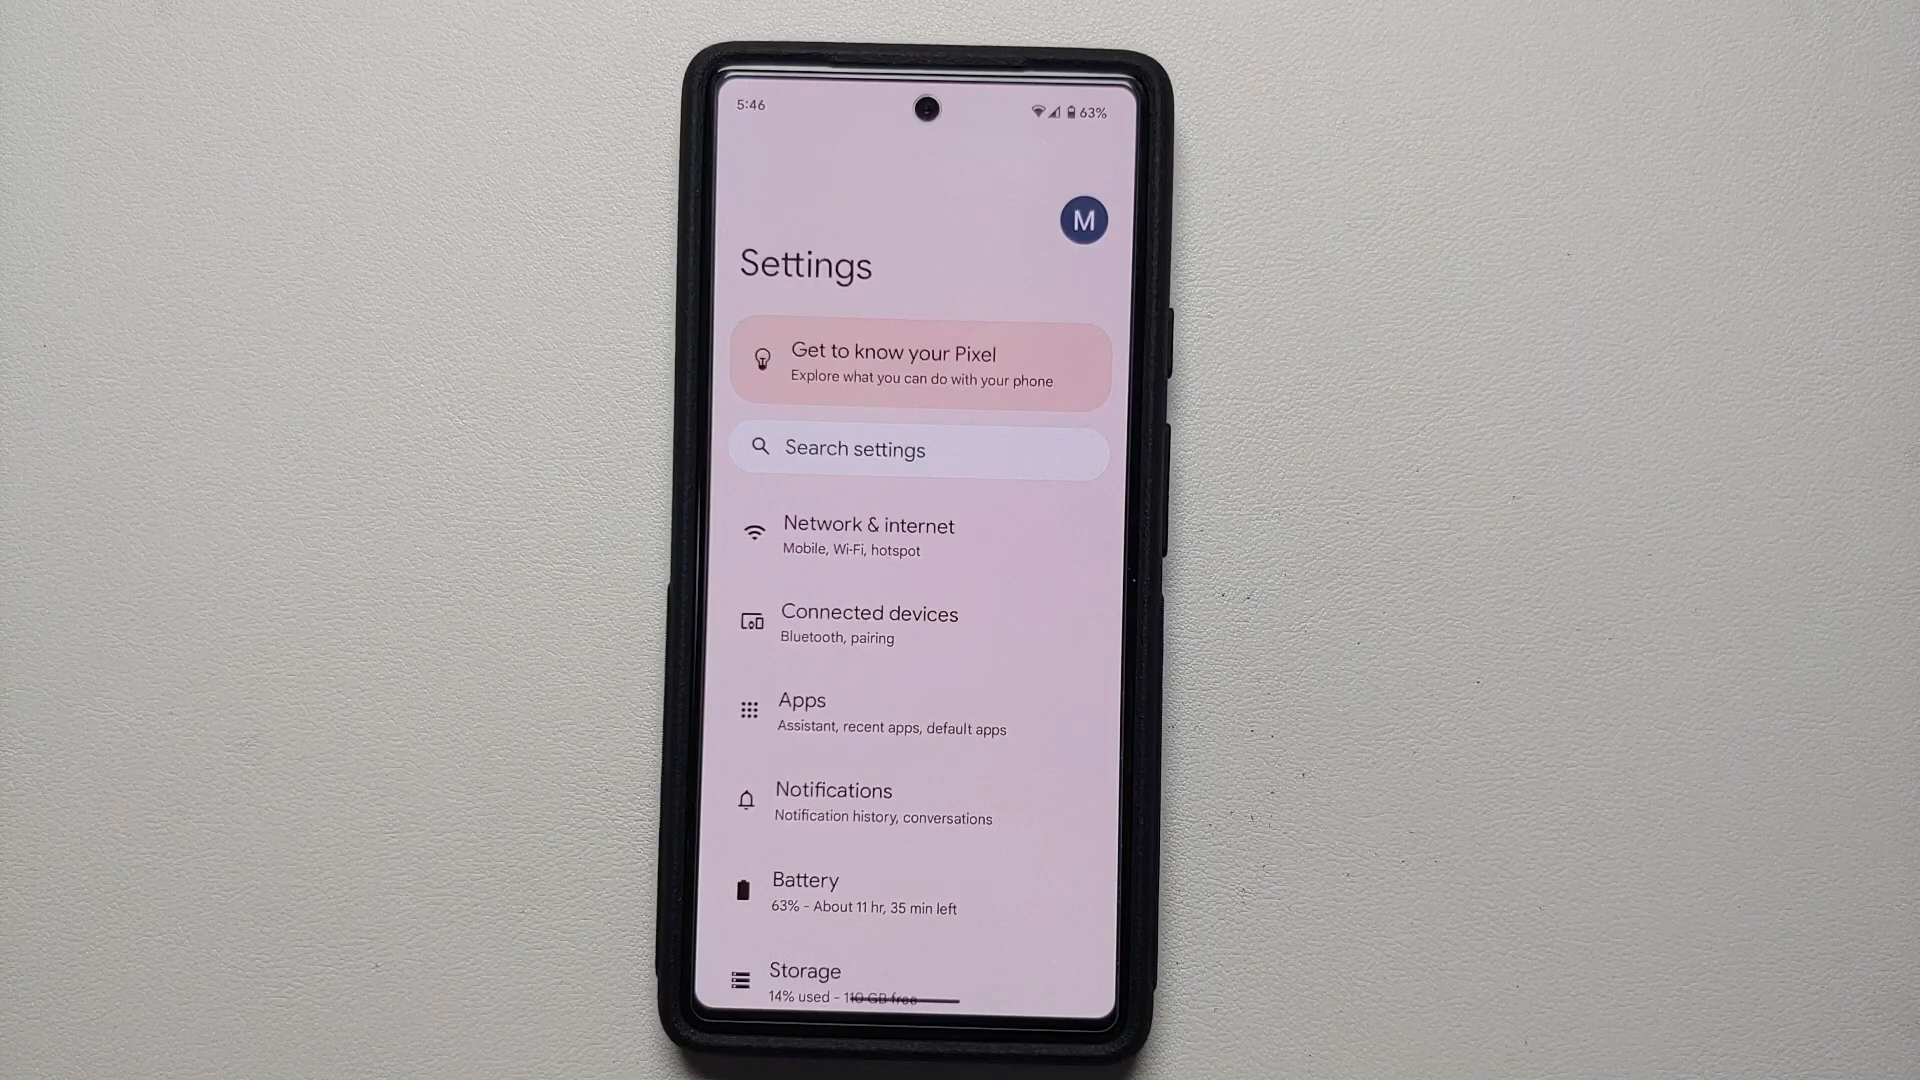 5:46
63%
M
Settings
Get to know your Pixel
Explore what you can do with your phone
Search settings
Network & internet
Mobile, Wi-Fi, hotspot
Connected devices
Bluetooth, pairing
Apps
Assistant, recent apps, default apps
Notifications
Notification history, conversations
Battery
63% - About 11 hr, 35 min left
Storage
14% used - 110 GB free